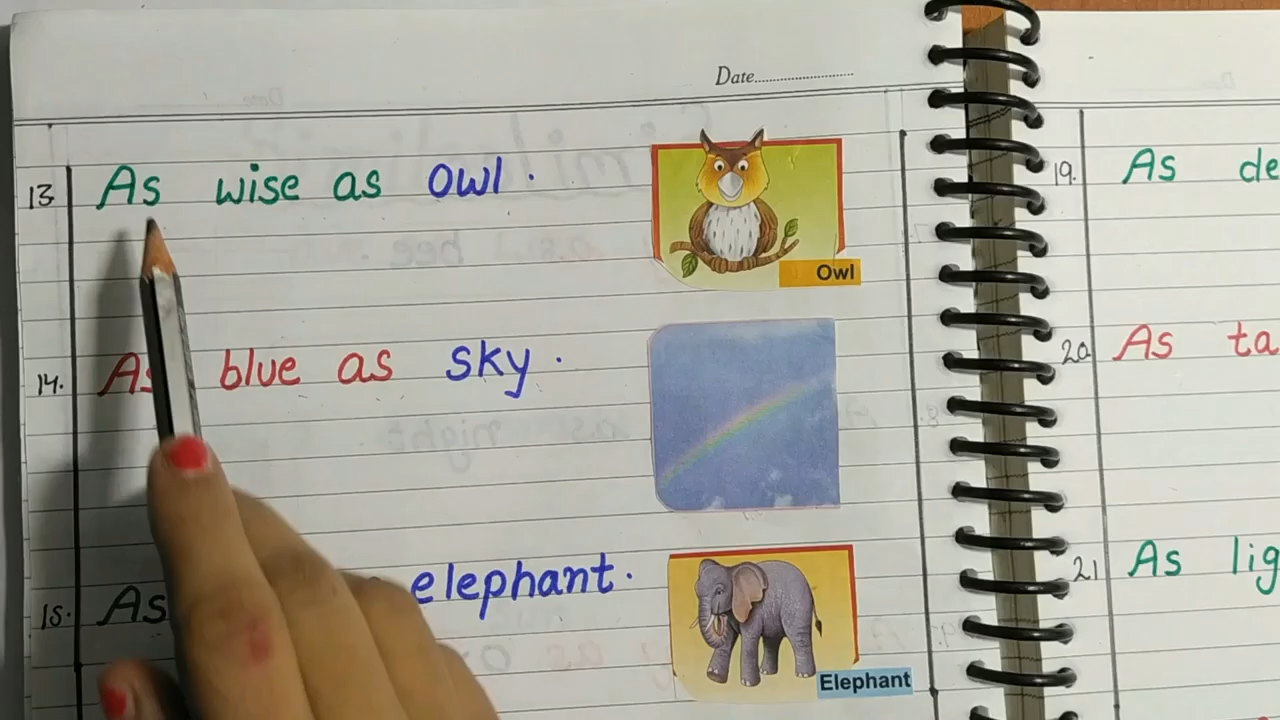 Date
13. As wise as owl.
Owl
14. As blue as sky.
15. As elephant.
Elephant
19. As
20. As
21 As